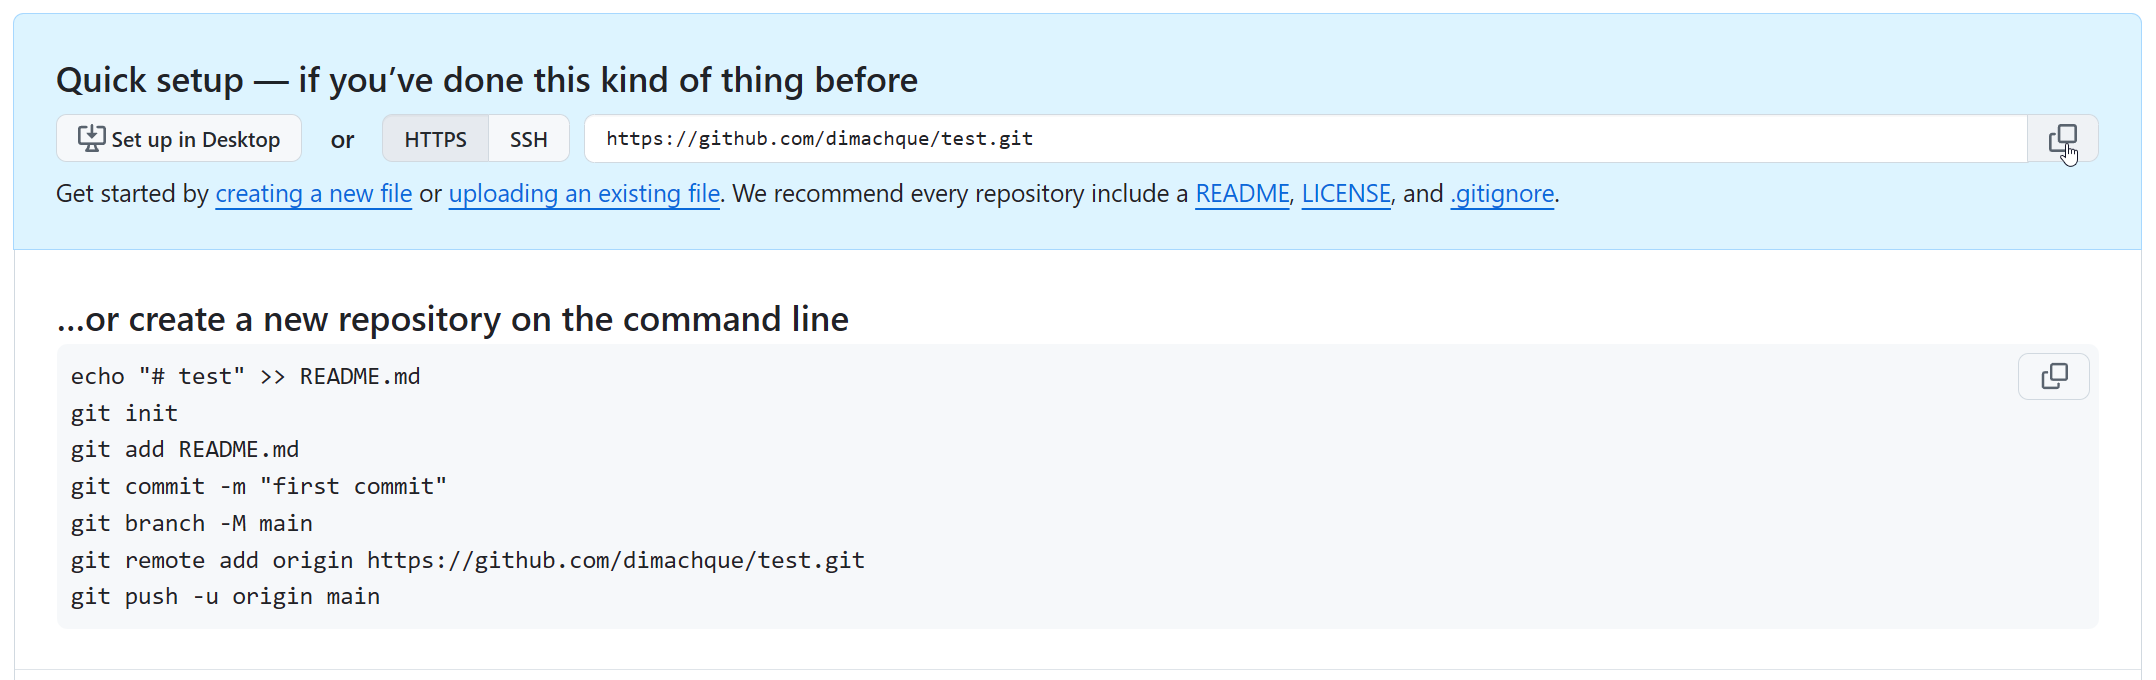 Quick setup — if you’ve done this kind of thing before
Set up in Desktop or HTTPS SSH https://github.com/dimachque/test.git
Get started by creating a new file or uploading an existing file. We recommend every repository include a README, LICENSE, and .gitignore.
…or create a new repository on the command line
echo "# test" >> README.md
git init
git add README.md
git commit -m "first commit"
git branch -M main
git remote add origin https://github.com/dimachque/test.git
git push -u origin main